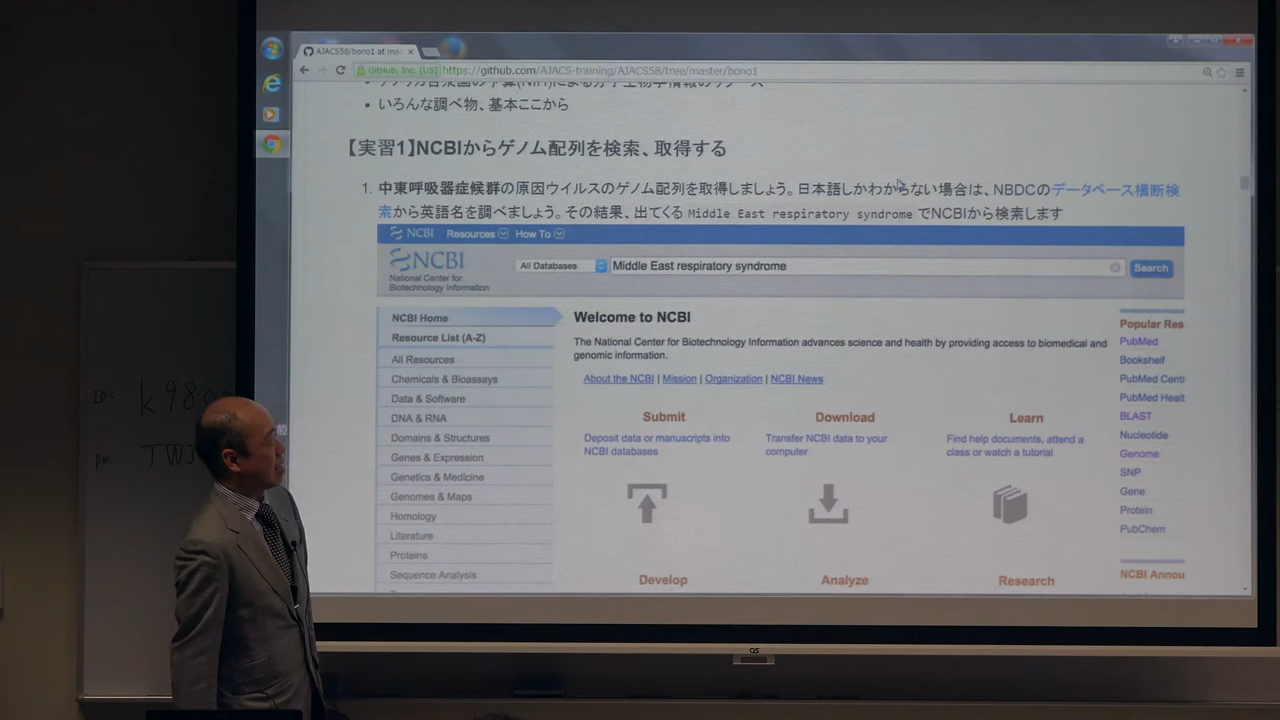 AJACS58/bono1 at mas
GitHub, Inc. [US] https://github.com/AJACS-training/AJACS58/tree/master/bono1
• いろんな調べ物、基本ここから
【実習1】NCBIからゲノム配列を検索、取得する
1. 中東呼吸器症候群の原因ウイルスのゲノム配列を取得しましょう。日本語しかわからない場合は、NBDCのデータベース横断検
索から英語名を調べましょう。その結果、出てくる Middle East respiratory syndrome でNCBIから検索します
NCBI Resources How To
NCBI
National Center for
Biotechnology Information
All Databases
Middle East respiratory syndrome
Search
NCBI Home
Resource List (A-Z)
All Resources
Chemicals & Bioassays
Data & Software
DNA & RNA
Domains & Structures
Genes & Expression
Genetics & Medicine
Genomes & Maps
Homology
Literature
Proteins
Sequence Analysis
Welcome to NCBI
The National Center for Biotechnology Information advances science and health by providing access to biomedical and
genomic information.
About the NCBI | Mission | Organization | NCBI News
Submit
Deposit data or manuscripts into
NCBI databases
Download
Transfer NCBI data to your
computer
Learn
Find help documents, attend a
class or watch a tutorial
Develop
Analyze
Research
Popular Res
PubMed
Bookshelf
PubMed Centr
PubMed Healt
BLAST
Nucleotide
Genome
SNP
Gene
Protein
PubChem
NCBI Annou
ID: k980
pw: TWJ
OS